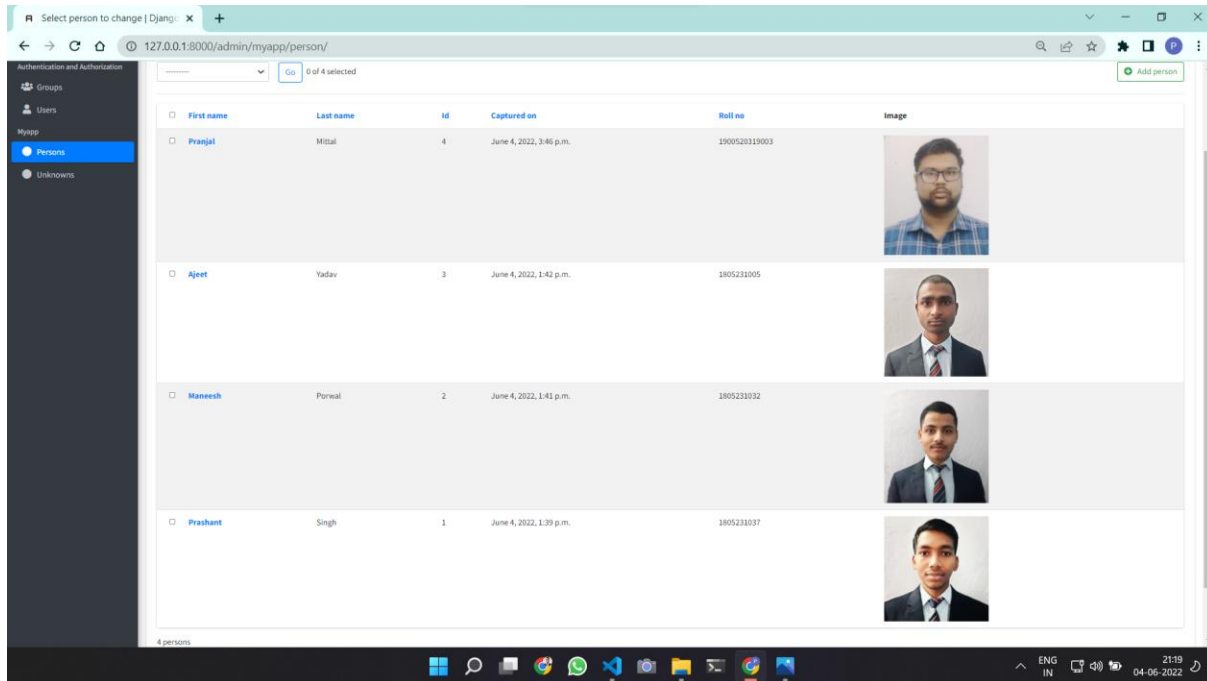 Select person to change | Djang
127.0.0.1:8000/admin/myapp/person/
Authentication and Authorization
Groups
Users
Myapp
Persons
Unknowns
---------
Go 0 of 4 selected
Add person
First name Last name Id Captured on Roll no Image
Pranjal Mittal 4 June 4, 2022, 3:46 p.m. 1900520319003
Ajeet Yadav 3 June 4, 2022, 1:42 p.m. 1805231005
Maneesh Porwal 2 June 4, 2022, 1:41 p.m. 1805231032
Prashant Singh 1 June 4, 2022, 1:39 p.m. 1805231037
4 persons
P
ENG
IN
21:19
04-06-2022